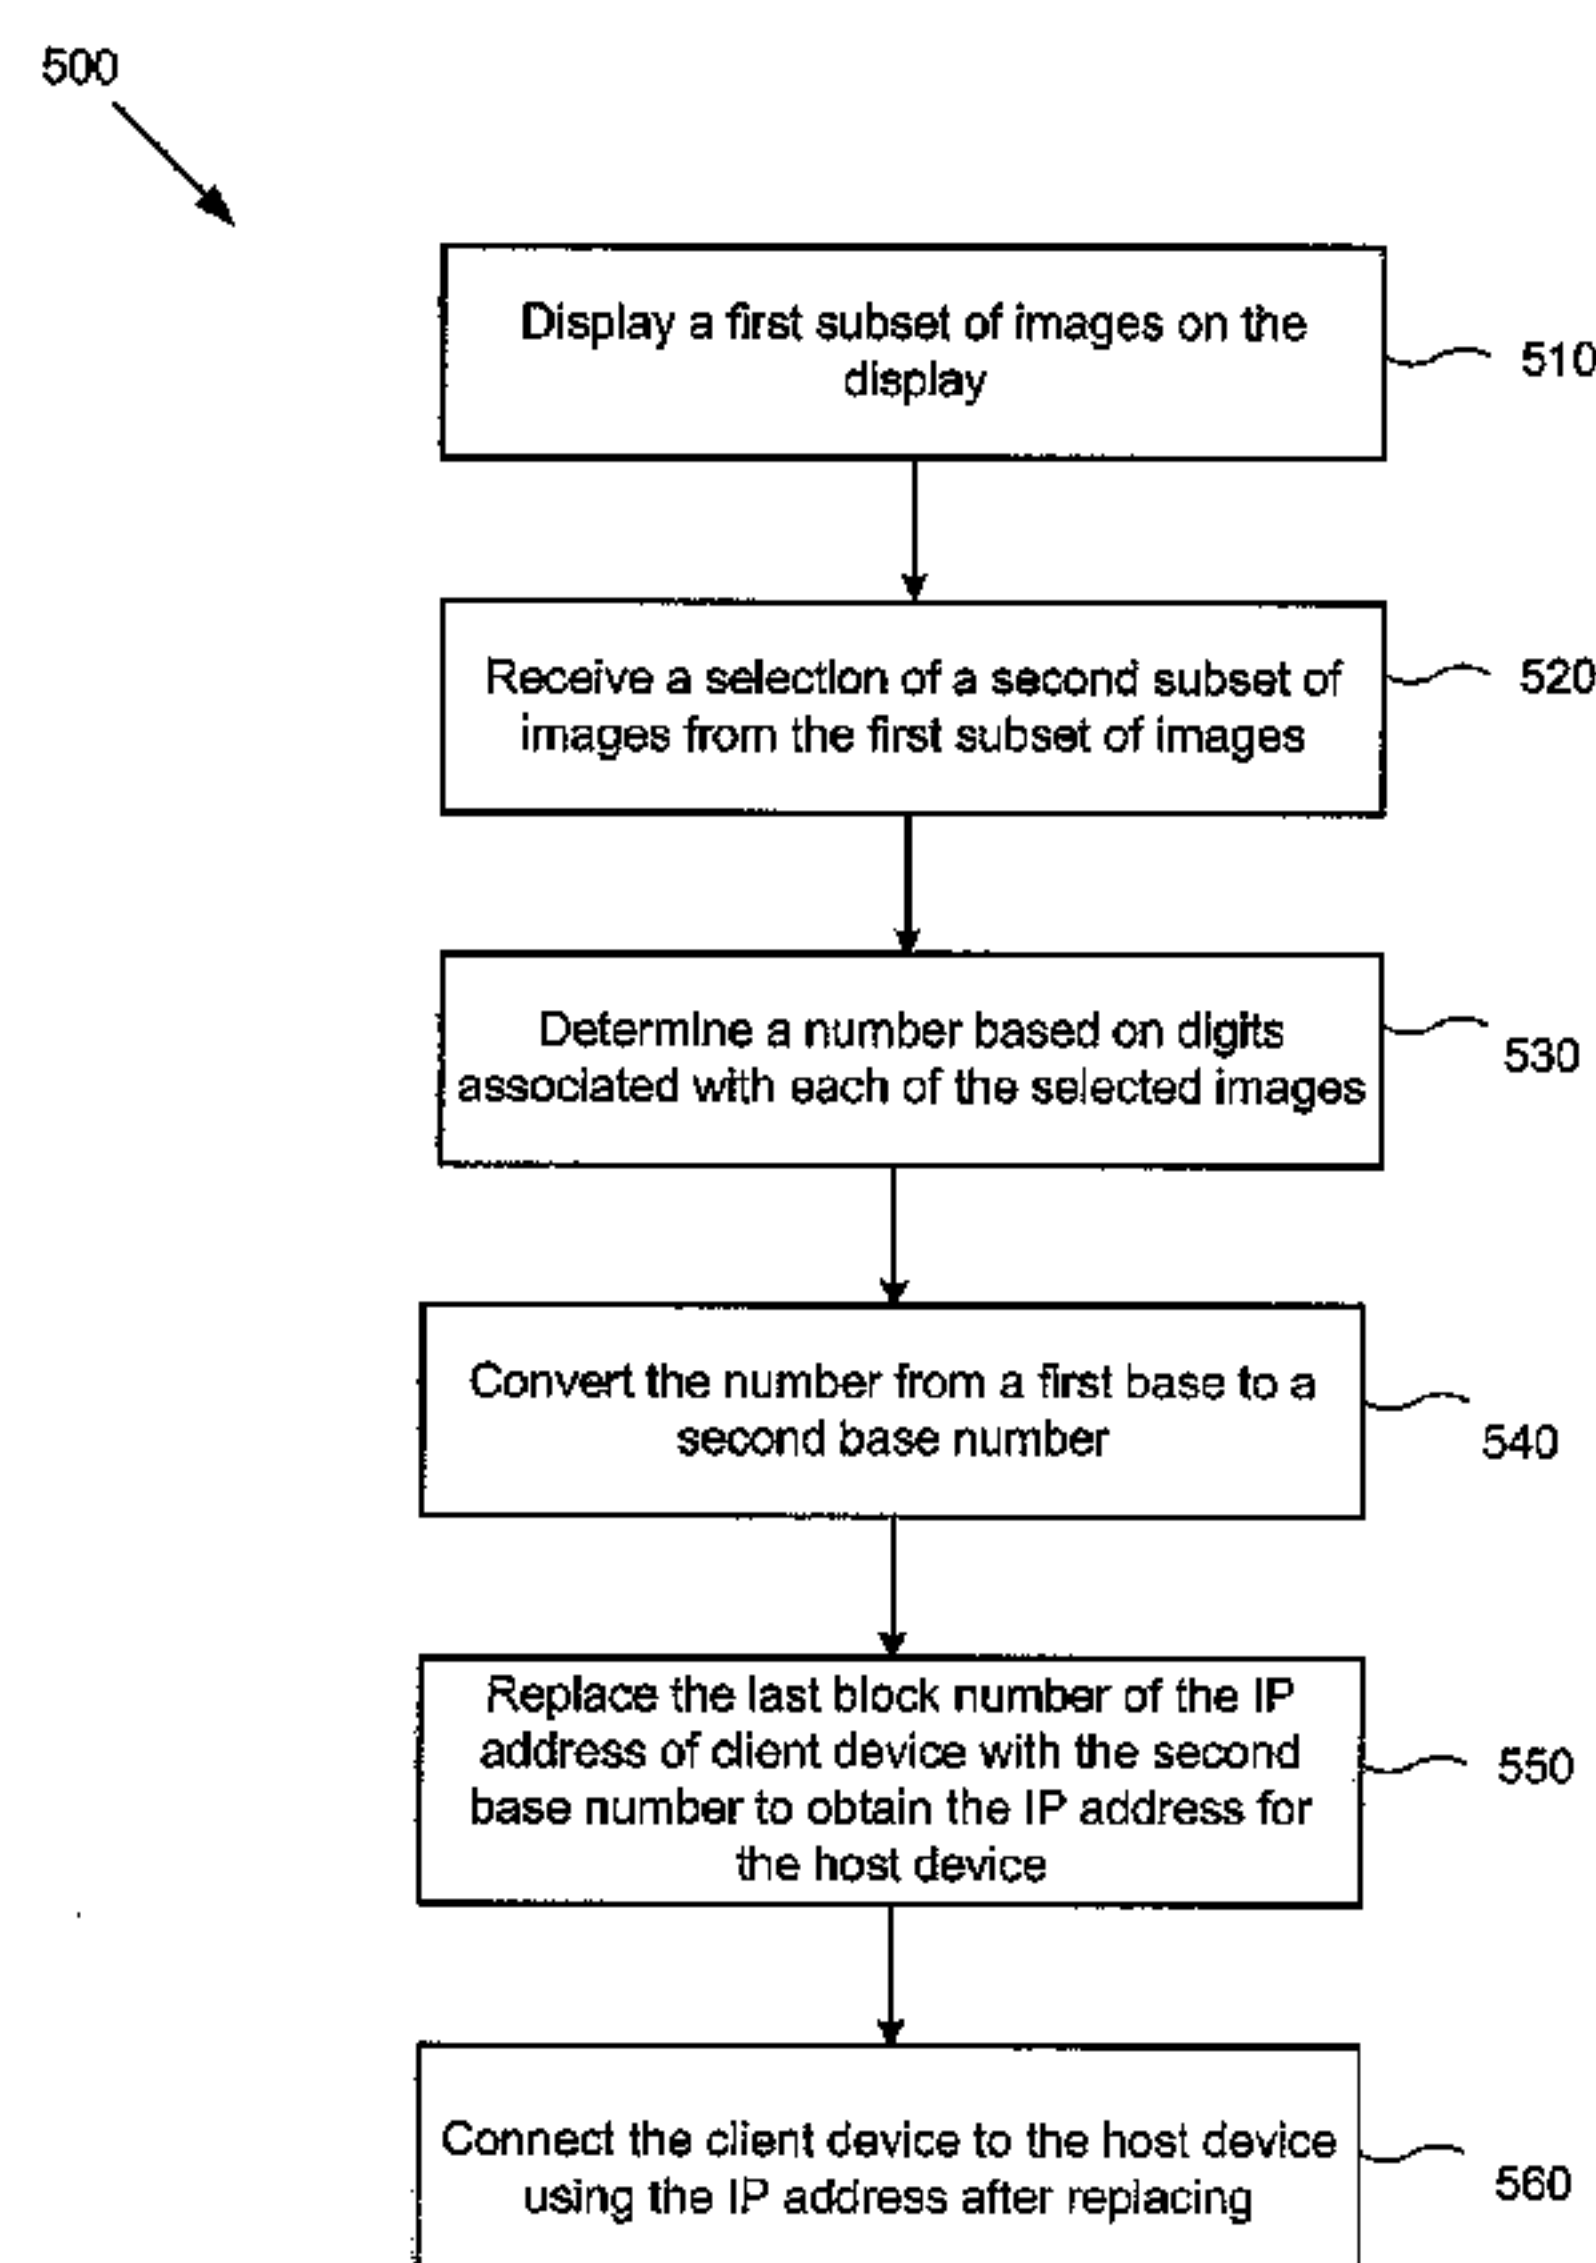 500
Display a first subset of images on the
display
510
Receive a selection of a second subset of
images from the first subset of images
520
Determine a number based on digits
associated with each of the selected images
530
Convert the number from a first base to a
second base number
540
Replace the last block number of the IP
address of client device with the second
base number to obtain the IP address for
the host device
550
Connect the client device to the host device
using the IP address after replacing
560